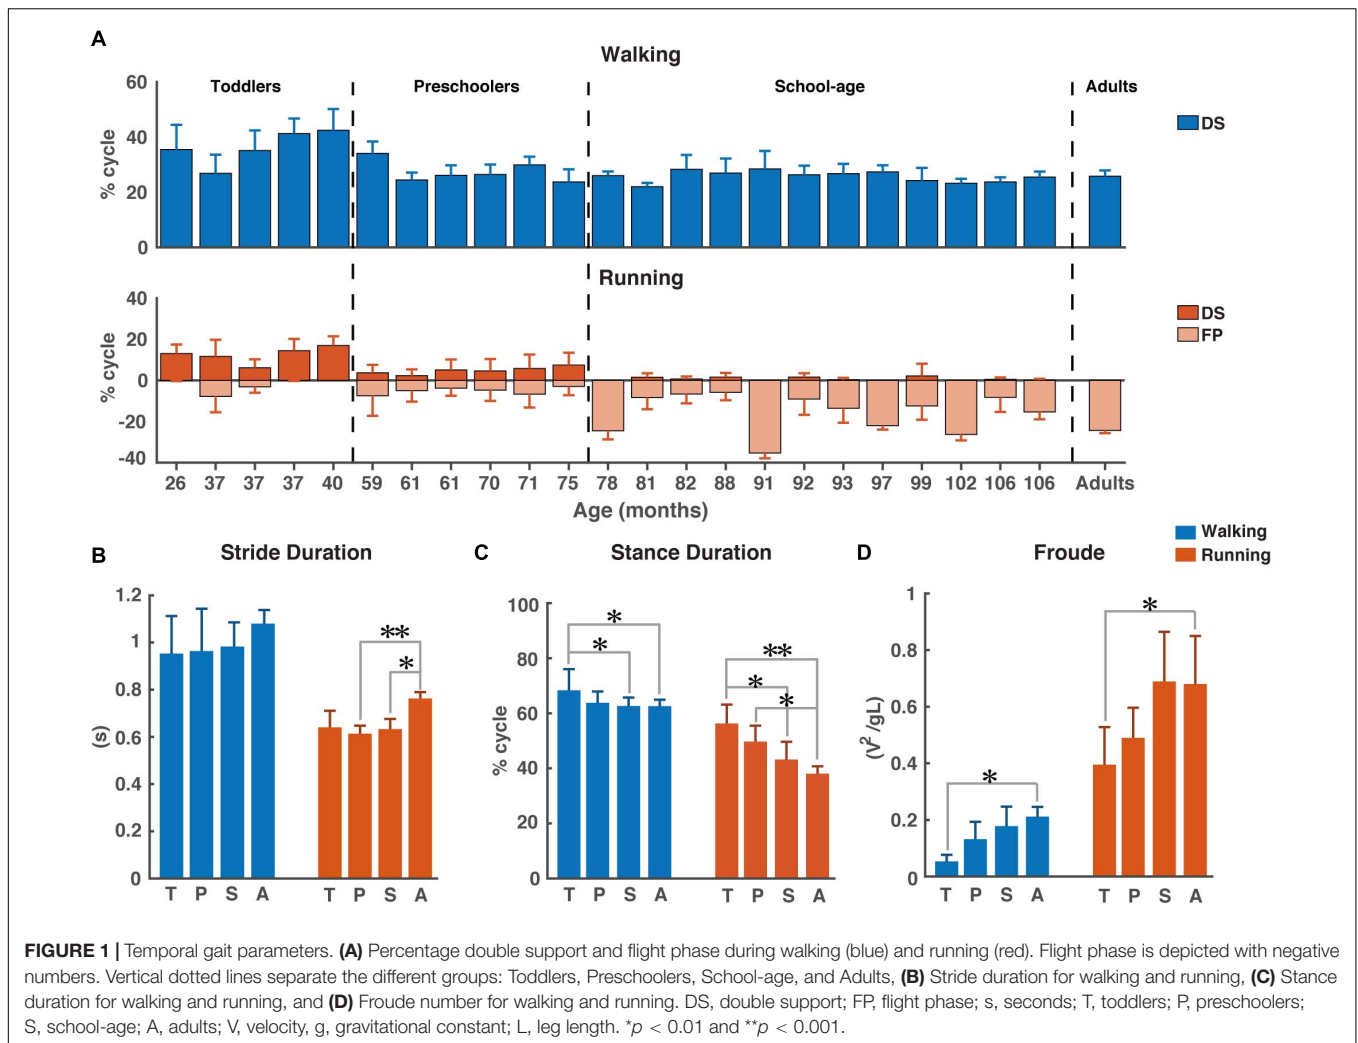 A
Walking
Toddlers Preschoolers School-age Adults
60
40
20
0
% cycle
DS
Running
40
20
0
-20
-40
% cycle
DS
FP
26 37 37 37 40 59 61 61 70 71 75 78 81 82 88 91 92 93 97 99 102 106 106 Adults
Age (months)
Walking
Running
B Stride Duration
1.2
1
0.8
0.6
0.4
0.2
0
(s)
** 
*
T P S A T P S A
C Stance Duration
100
80
60
40
20
0
% cycle
*
*
**
*
*
T P S A T P S A
D Froude
1
0.8
0.6
0.4
0.2
0
(V² /gL)
*
*
T P S A T P S A
FIGURE 1 | Temporal gait parameters. (A) Percentage double support and flight phase during walking (blue) and running (red). Flight phase is depicted with negative
numbers. Vertical dotted lines separate the different groups: Toddlers, Preschoolers, School-age, and Adults, (B) Stride duration for walking and running, (C) Stance
duration for walking and running, and (D) Froude number for walking and running. DS, double support; FP, flight phase; s, seconds; T, toddlers; P, preschoolers;
S, school-age; A, adults; V, velocity, g, gravitational constant; L, leg length. *p < 0.01 and **p < 0.001.